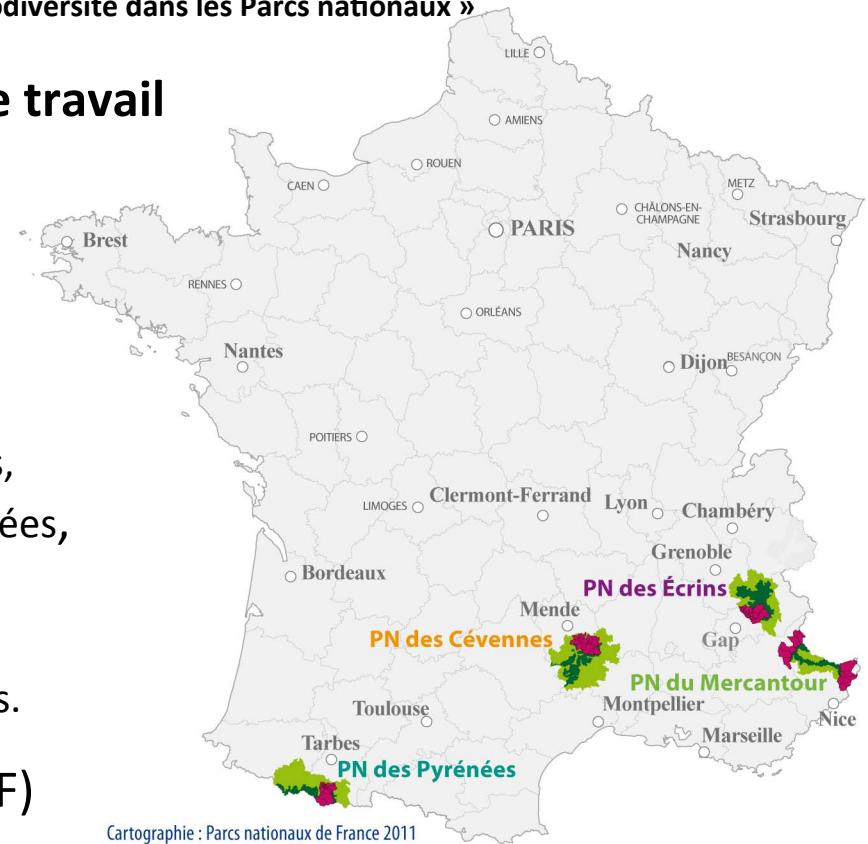 odiversité dans les Parcs nationaux »
e travail
LILLE
AMIENS
ROUEN
CAEN
METZ
CHÂLONS-EN-
CHAMPAGNE
Strasbourg
PARIS
Brest
Nancy
RENNES
ORLÉANS
Nantes
Dijon
BESANÇON
POITIERS
s,
LIMOGES
Clermont-Ferrand
Lyon
Chambéry
ées,
Grenoble
Bordeaux
PN des Écrins
Mende
PN des Cévennes
Gap
PN du Mercantour
s.
Toulouse
Montpellier
Nice
Marseille
Tarbes
PN des Pyrénées
F)
Cartographie : Parcs nationaux de France 2011